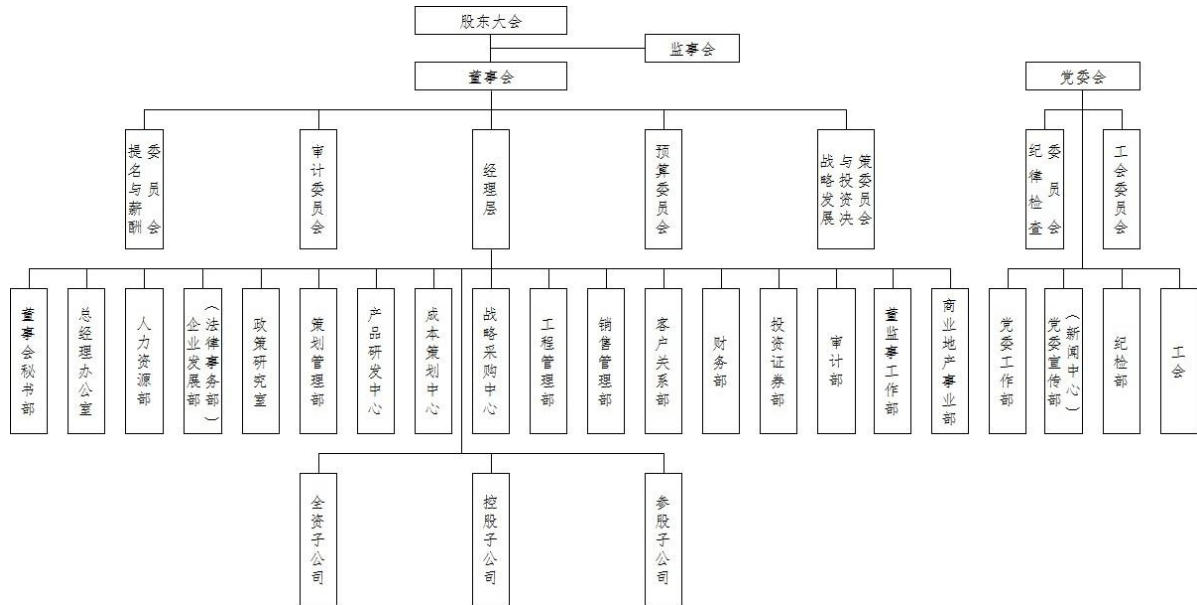 股东大会
监事会
董事会
党委会
提名与薪酬
委员会
审计委员会
经理层
预算委员会
战略发展
与投资决
策委员会
纪律检查
委员会
工会委员会
董事会秘书部
总经理办公室
人力资源部
企业发展部
（法律事务部）
政策研究室
策划管理部
产品研发中心
成本策划中心
战略采购中心
工程管理部
销售管理部
客户关系部
财务部
投资证券部
审计部
董监事工作部
商业地产事业部
党委工作部
党委宣传部
（新闻中心）
纪检部
工会
全资子公司
控股子公司
参股子公司